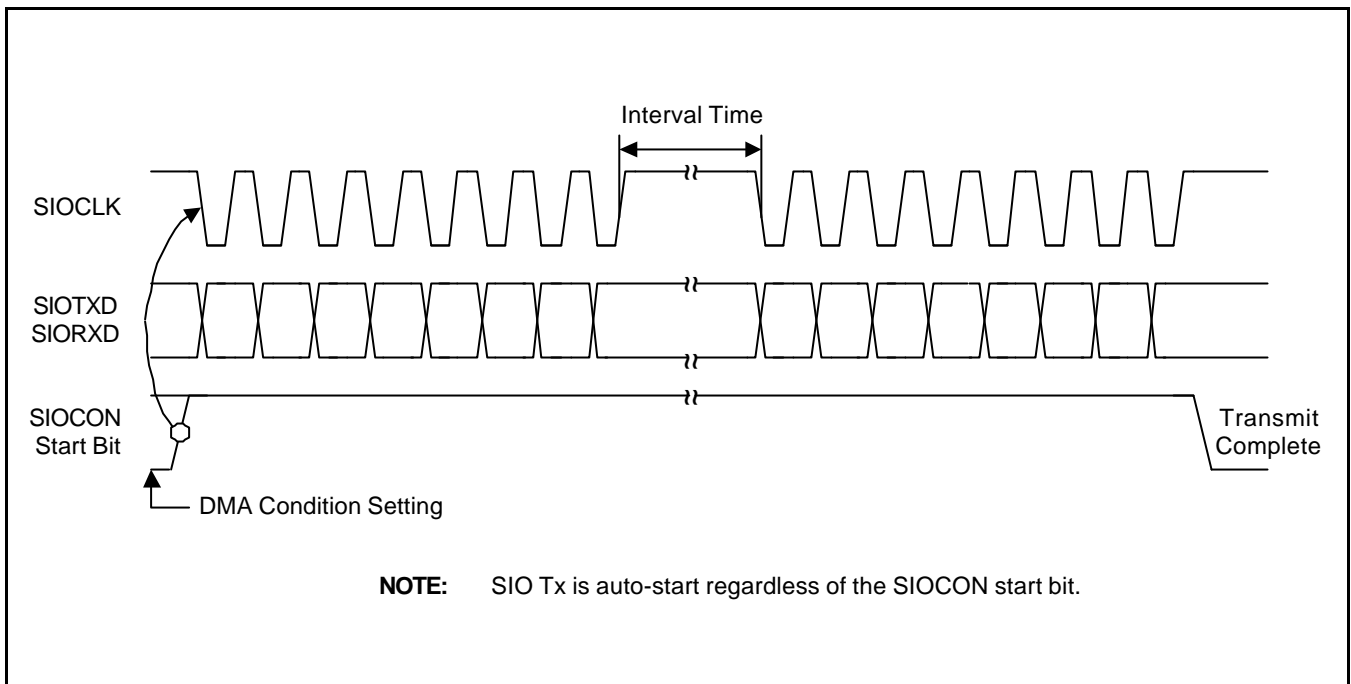 Interval Time
SIOCLK
SIOTXD
SIORXD
SIOCON
Start Bit
Transmit
Complete
DMA Condition Setting
NOTE: SIO Tx is auto-start regardless of the SIOCON start bit.